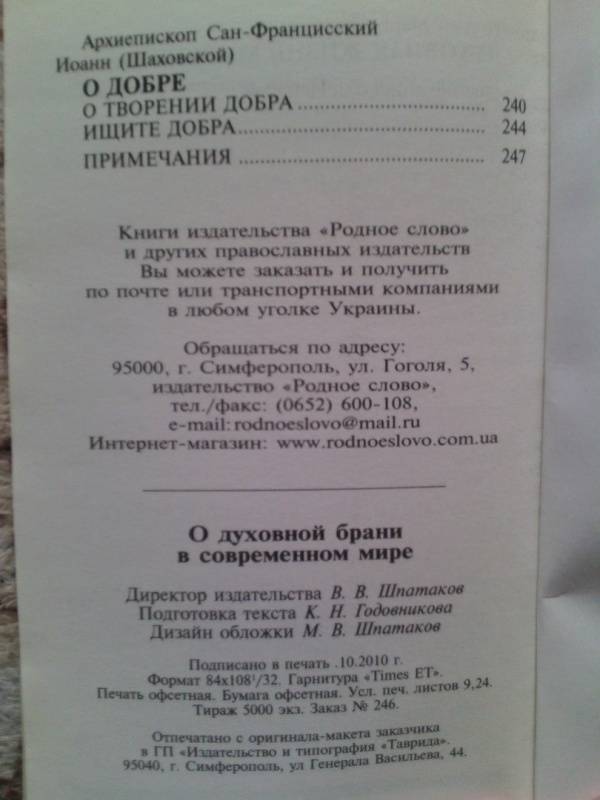 Архиепископ Сан-Францисский
Иоанн (Шаховской)
О ДОБРЕ
О ТВОРЕНИИ ДОБРА ........................ 240
ИЩИТЕ ДОБРА ................................ 244
ПРИМЕЧАНИЯ ................................ 247
Книги издательства «Родное слово»
и других православных издательств
Вы можете заказать и получить
по почте или транспортными компаниями
в любом уголке Украины.
Обращаться по адресу:
95000, г. Симферополь, ул. Гоголя, 5,
издательство «Родное слово»,
тел./факс: (0652) 600-108,
e-mail: rodnoeslovo@mail.ru
Интернет-магазин: www.rodnoeslovo.com.ua
О духовной брани
в современном мире
Директор издательства В. В. Шпатаков
Подготовка текста К. Н. Годовникова
Дизайн обложки М. В. Шпатаков
Подписано в печать .10.2010 г.
Формат 84х108¹/32. Гарнитура «Times ET».
Печать офсетная. Бумага офсетная. Усл. печ. листов 9,24.
Тираж 5000 экз. Заказ № 246.
Отпечатано с оригинала-макета заказчика
в ГП «Издательство и типография «Таврида».
95040, г. Симферополь, ул Генерала Васильева, 44.